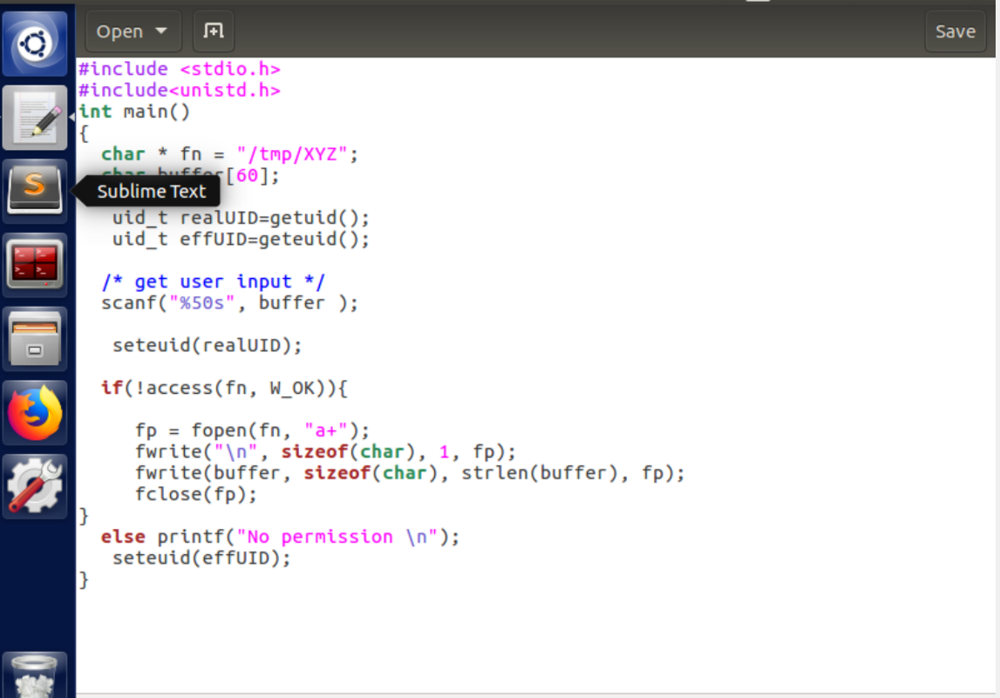 Open
Save
#include <stdio.h>
#include<unistd.h>
int main()
{
  char * fn = "/tmp/XYZ";
  char buffer[60];
Sublime Text
   uid_t realUID=getuid();
   uid_t effUID=geteuid();
  /* get user input */
  scanf("%50s", buffer );
   seteuid(realUID);
  if(!access(fn, W_OK)){
     fp = fopen(fn, "a+");
     fwrite("\n", sizeof(char), 1, fp);
     fwrite(buffer, sizeof(char), strlen(buffer), fp);
     fclose(fp);
}
  else printf("No permission \n");
   seteuid(effUID);
}